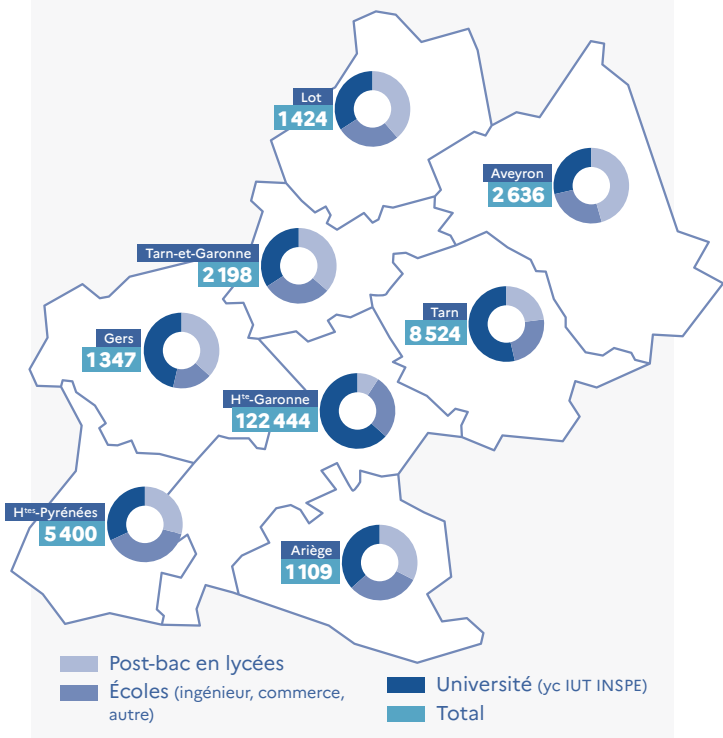 Lot
1 424
Aveyron
2 636
Tarn-et-Garonne
2 198
Tarn
8 524
Gers
1 347
Hte-Garonne
122 444
Htes-Pyrénées
5 400
Ariège
1 109
Post-bac en lycées
Écoles (ingénieur, commerce,
autre)
Université (yc IUT INSPE)
Total